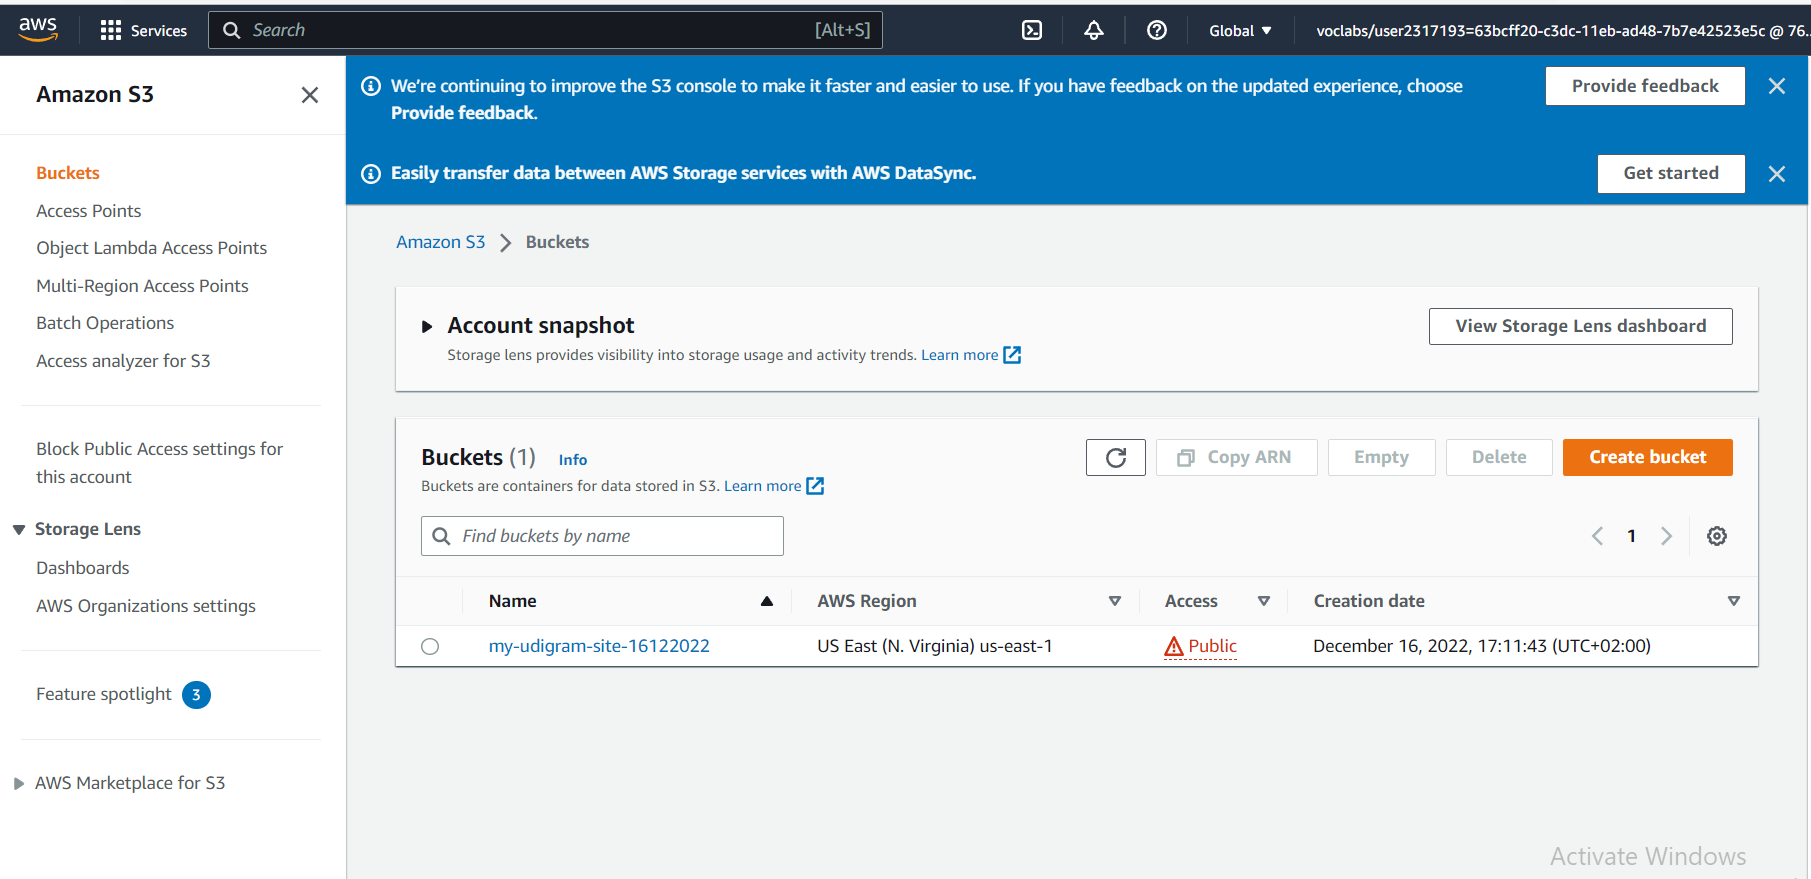 aws
Services
Search [Alt+S]
Global
voclabs/user2317193=63bcff20-c3dc-11eb-ad48-7b7e42523e5c @ 76...
Amazon S3
Buckets
Access Points
Object Lambda Access Points
Multi-Region Access Points
Batch Operations
Access analyzer for S3
Block Public Access settings for
this account
Storage Lens
Dashboards
AWS Organizations settings
Feature spotlight 3
AWS Marketplace for S3
We're continuing to improve the S3 console to make it faster and easier to use. If you have feedback on the updated experience, choose
Provide feedback.
Provide feedback
Easily transfer data between AWS Storage services with AWS DataSync.
Get started
Amazon S3 Buckets
Account snapshot
Storage lens provides visibility into storage usage and activity trends. Learn more
View Storage Lens dashboard
Buckets (1) Info
Buckets are containers for data stored in S3. Learn more
Copy ARN Empty Delete Create bucket
Find buckets by name
1
Name AWS Region Access Creation date
my-udigram-site-16122022 US East (N. Virginia) us-east-1 Public December 16, 2022, 17:11:43 (UTC+02:00)
Activate Windows